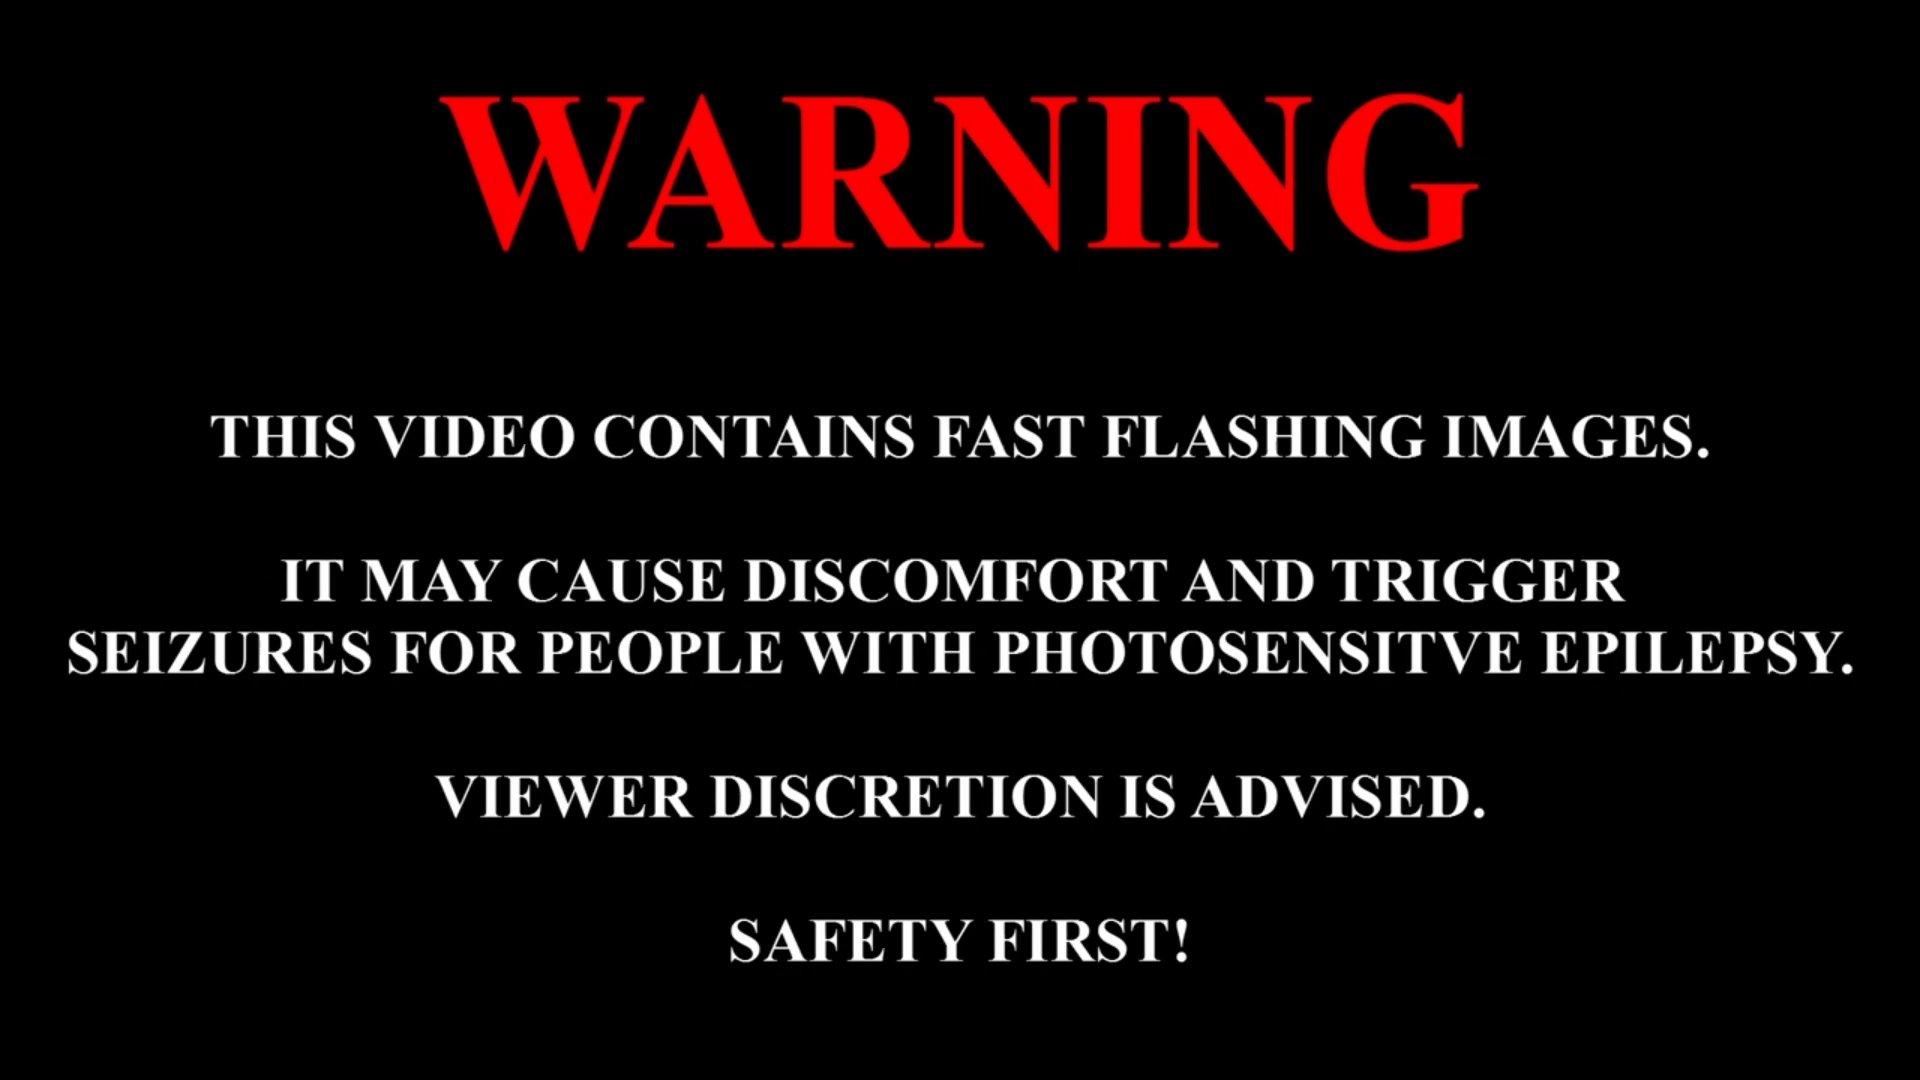 WARNING
THIS VIDEO CONTAINS FAST FLASHING IMAGES.
IT MAY CAUSE DISCOMFORT AND TRIGGER
SEIZURES FOR PEOPLE WITH PHOTOSENSITVE EPILEPSY.
VIEWER DISCRETION IS ADVISED.
SAFETY FIRST!